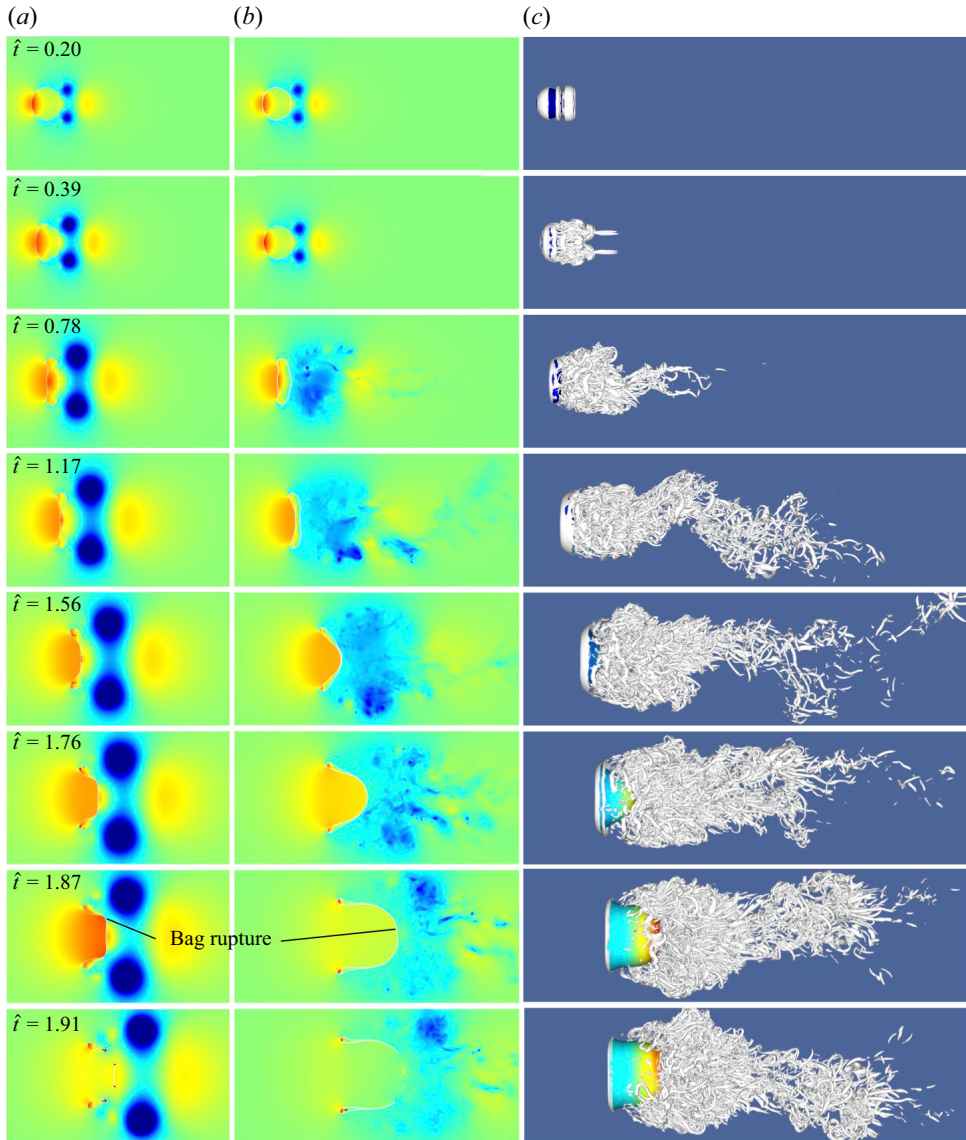 (a) (b) (c)
t̂ = 0.20
t̂ = 0.39
t̂ = 0.78
t̂ = 1.17
t̂ = 1.56
t̂ = 1.76
t̂ = 1.87
Bag rupture
t̂ = 1.91